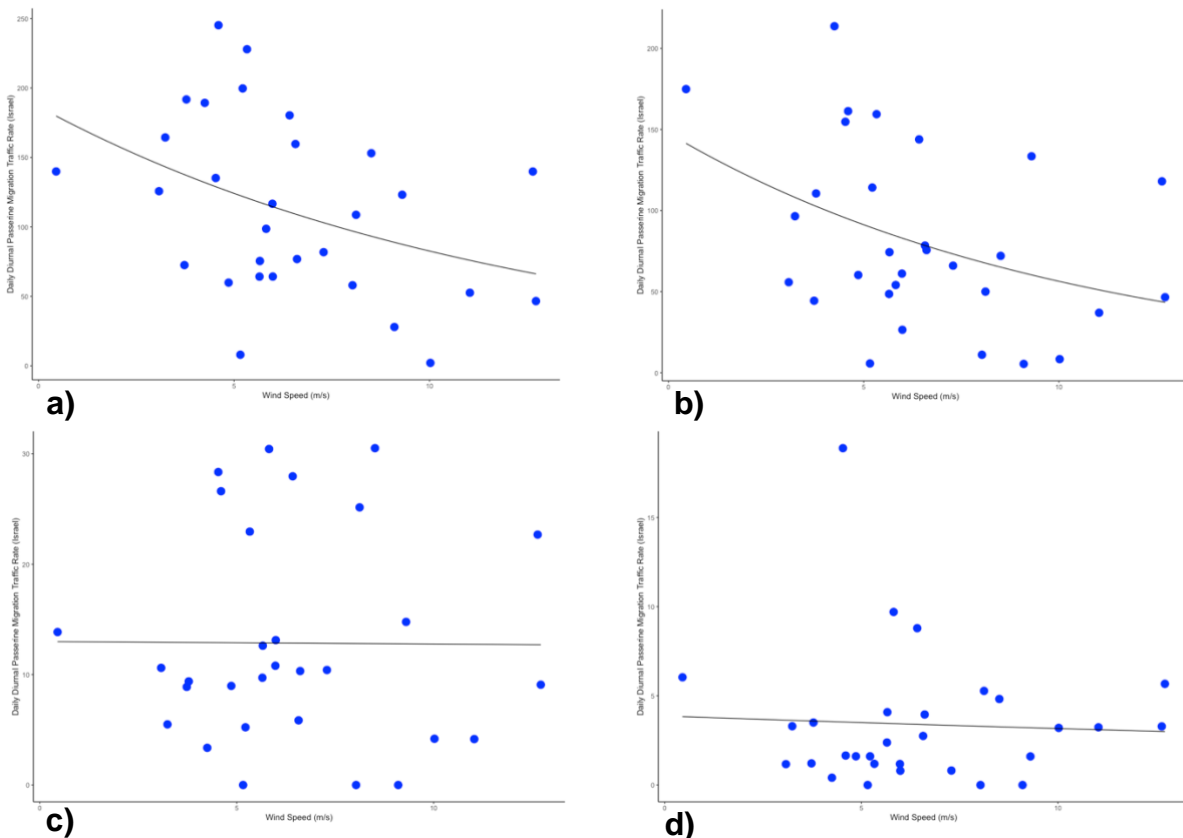 250
200
150
100
50
0
Daily Diurnal Passerine Migration Traffic Rate (Israel)
0 5 10
Wind Speed (m/s)
a)
200
150
100
50
0
Daily Diurnal Passerine Migration Traffic Rate (Israel)
0 5 10
Wind Speed (m/s)
b)
30
20
10
0
Daily Diurnal Passerine Migration Traffic Rate (Israel)
0 5 10
Wind Speed (m/s)
c)
15
10
5
0
Daily Diurnal Passerine Migration Traffic Rate (Israel)
0 5 10
Wind Speed (m/s)
d)